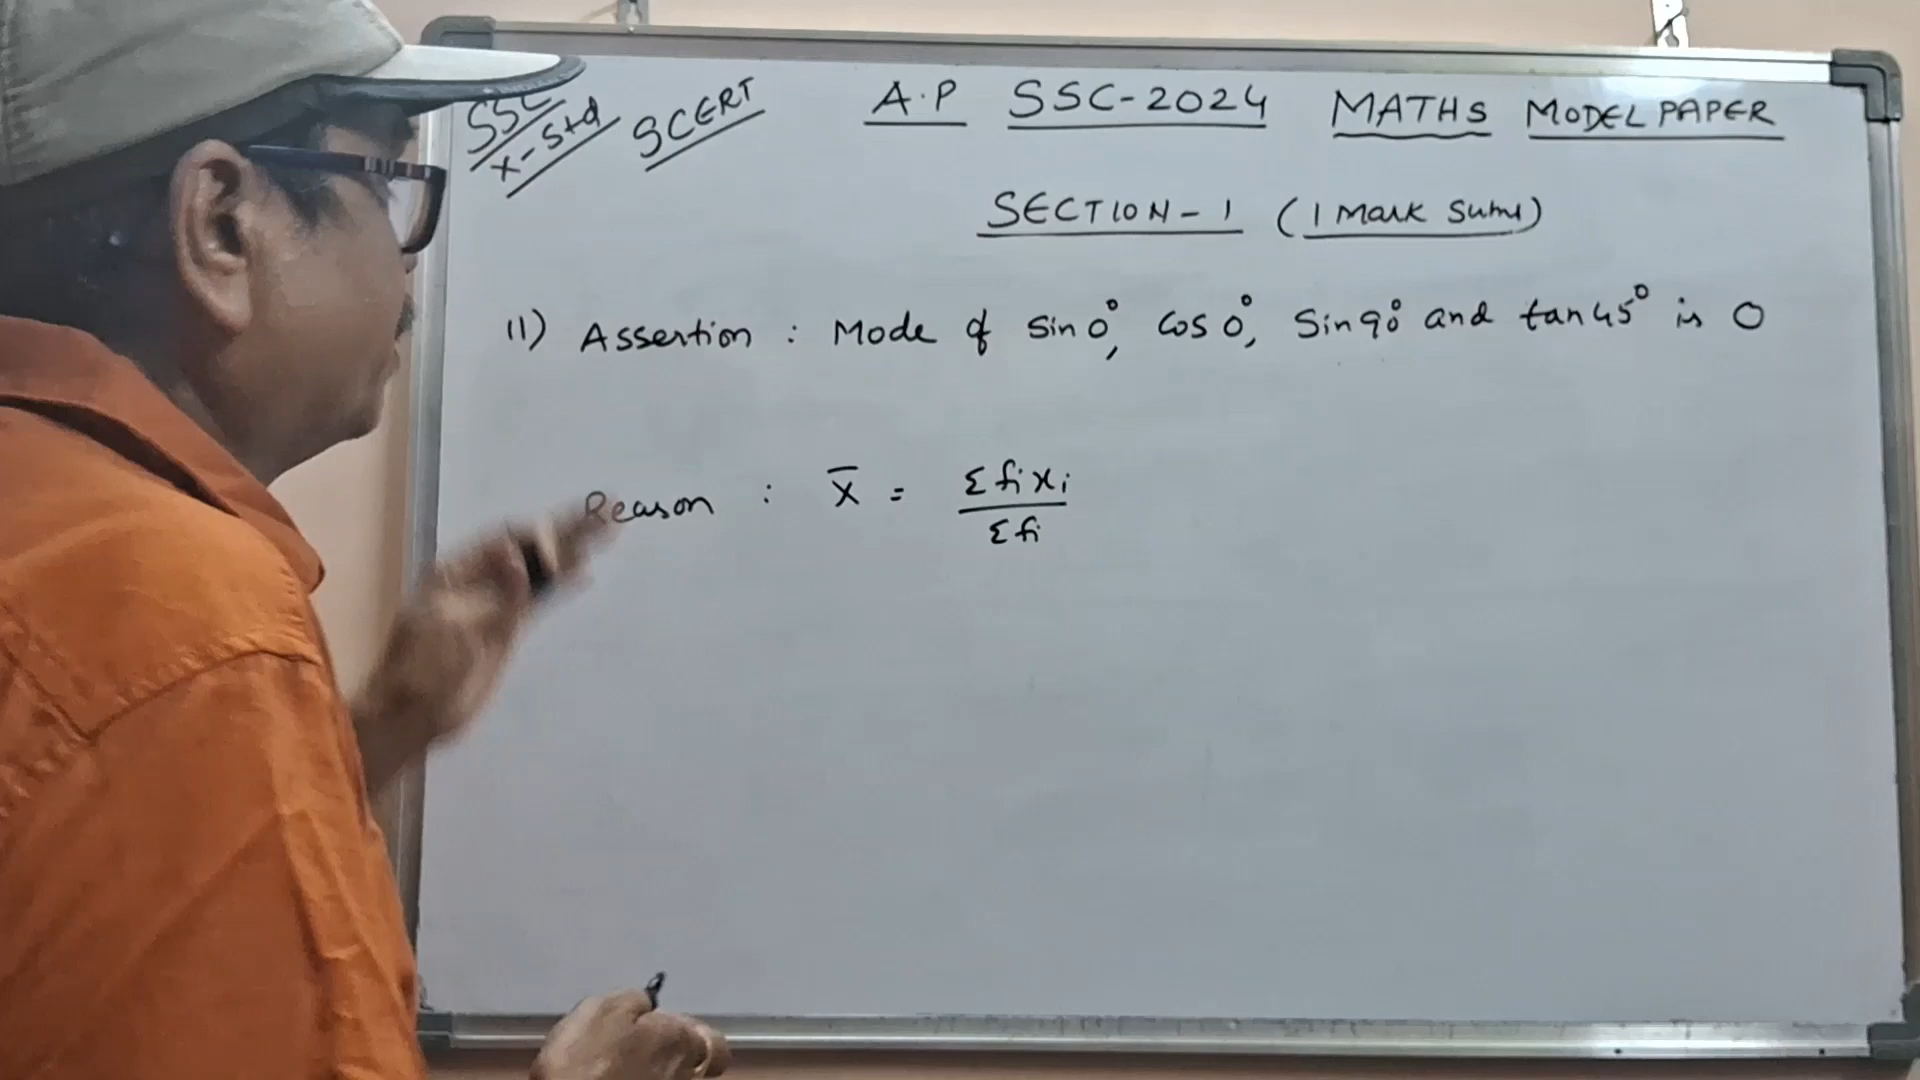 SSC
X-Std
SCERT
A.P SSC-2024 MATHS MODEL PAPER
SECTION-1 (1 Mark Sums)
11) Assertion : Mode of Sin 0°, Cos 0°, Sin 90° and tan 45° is 0
Reason : x̄ = Σfixi / Σfi